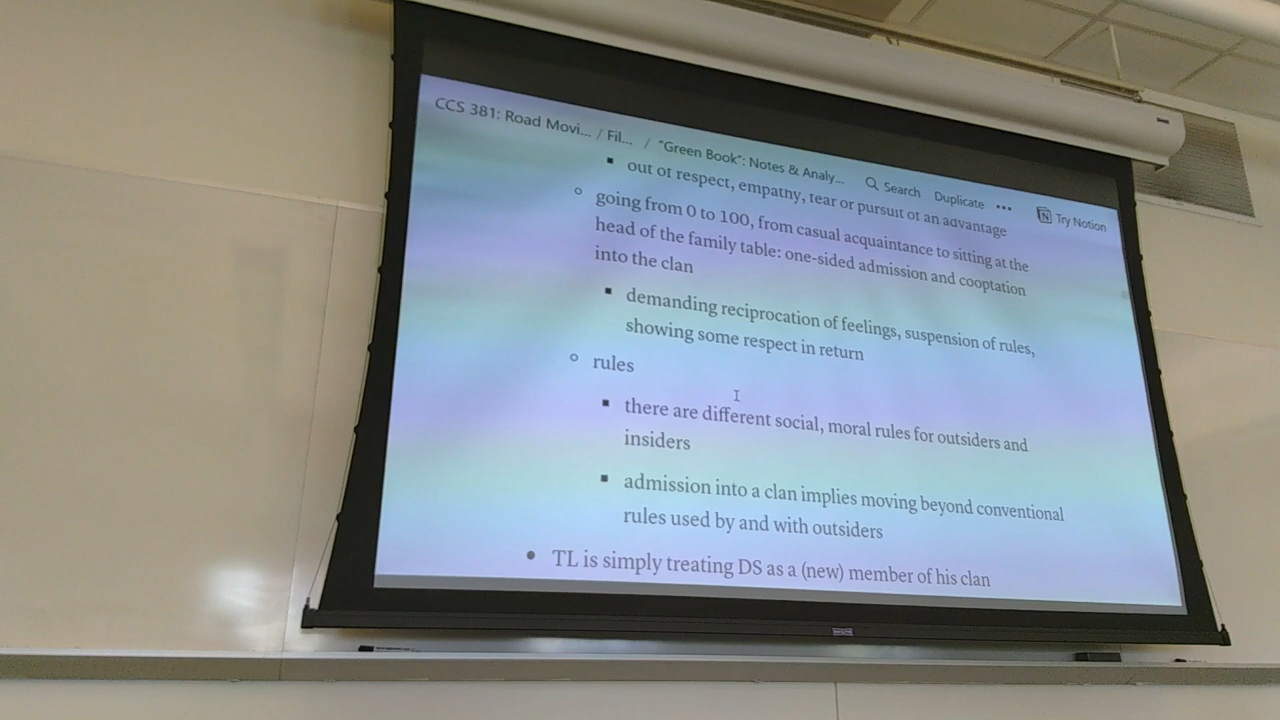 CCS 381: Road Movi... / Fil... / "Green Book": Notes & Analy... Search Duplicate ••• Try Notion
▪ out of respect, empathy, fear or pursuit of an advantage
○ going from 0 to 100, from casual acquaintance to sitting at the
head of the family table: one-sided admission and cooptation
into the clan
▪ demanding reciprocation of feelings, suspension of rules,
showing some respect in return
○ rules
▪ there are different social, moral rules for outsiders and
insiders
▪ admission into a clan implies moving beyond conventional
rules used by and with outsiders
• TL is simply treating DS as a (new) member of his clan